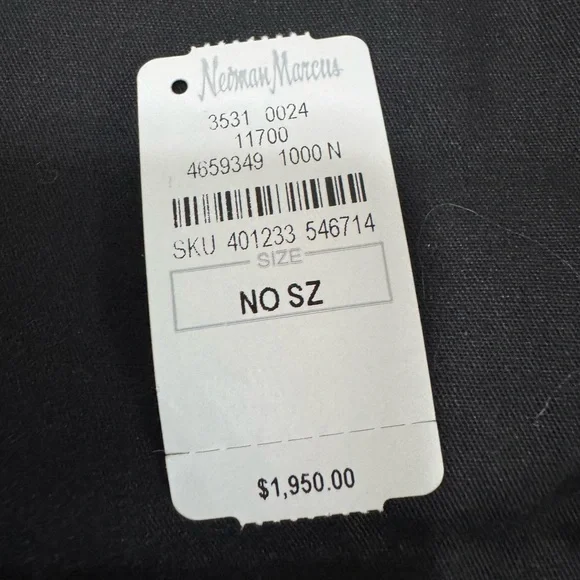 Neiman Marcus
3531 0024
11700
4659349 1000 N
SKU 401233 546714
SIZE
NO SZ
$1,950.00